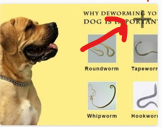 WHY DEWORMING YO
DOG IS IMPORTAN
Roundworm Tapewor
Whipworm Hookwor